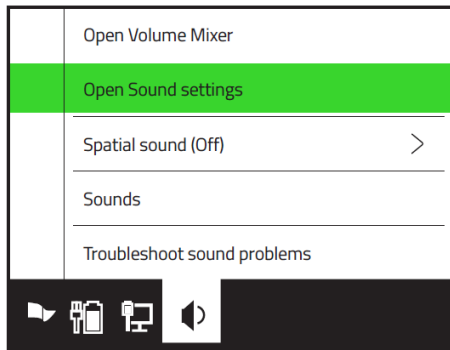 Open Volume Mixer
Open Sound settings
Spatial sound (Off)
Sounds
Troubleshoot sound problems